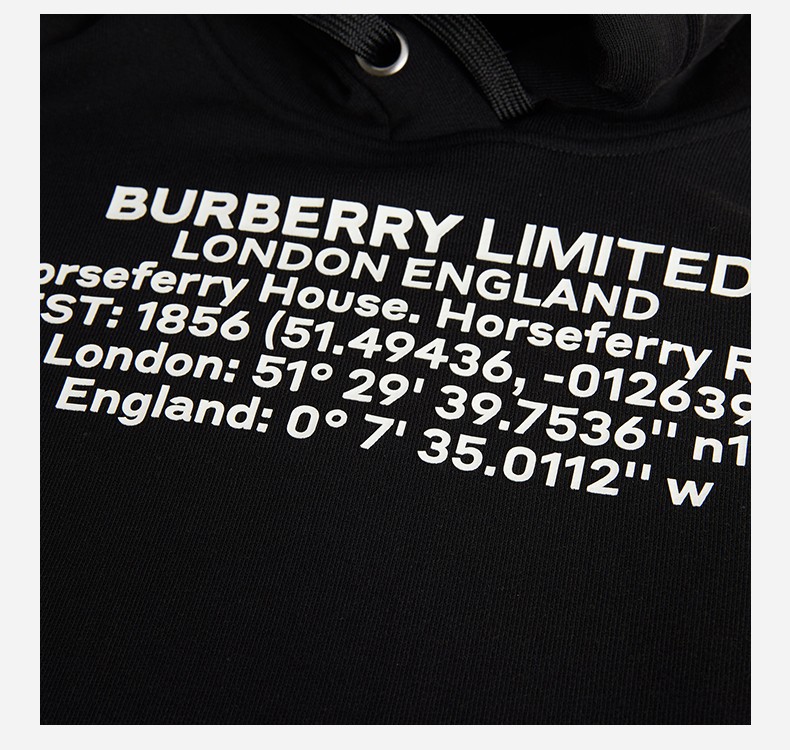 BURBERRY LIMITED
LONDON ENGLAND
orseferry House. Horseferry R
EST: 1856 (51.49436, -012639
London: 51° 29' 39.7536'' n1
England: 0° 7' 35.0112'' w